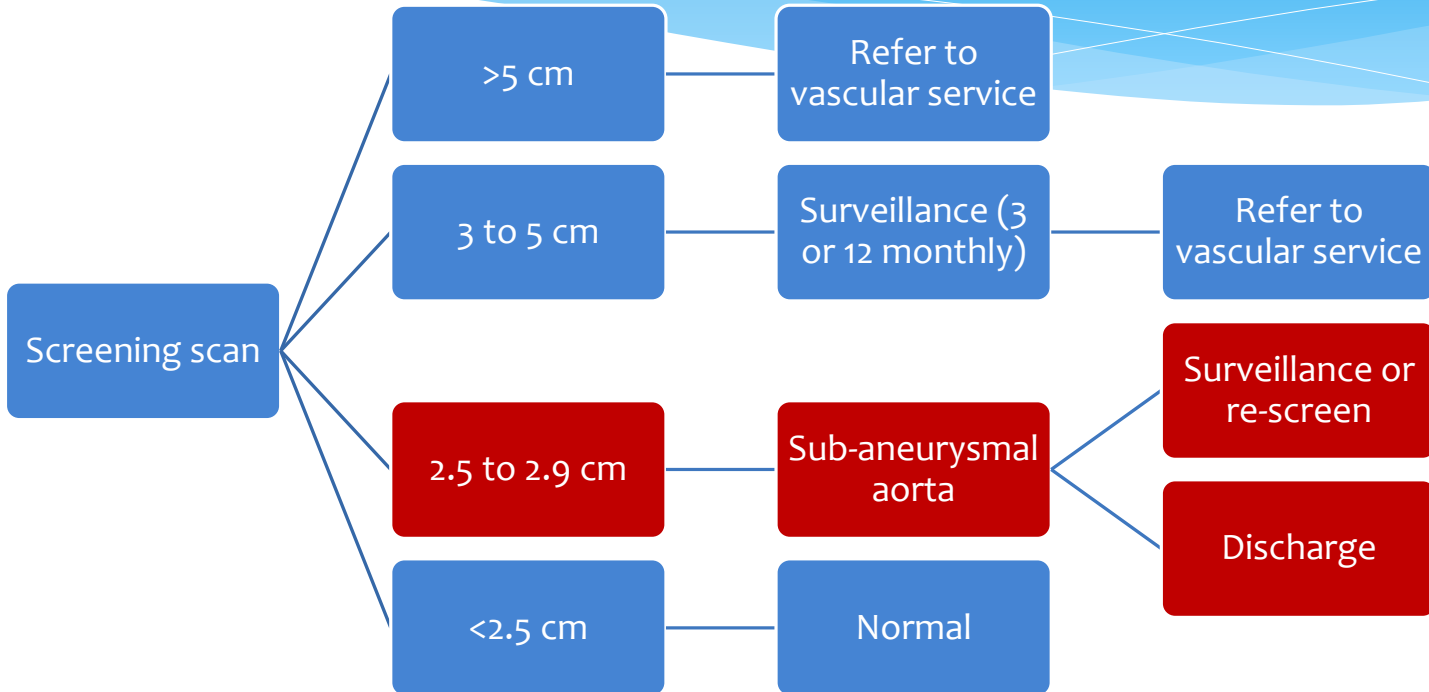 Screening scan
>5 cm
Refer to
vascular service
3 to 5 cm
Surveillance (3
or 12 monthly)
Refer to
vascular service
2.5 to 2.9 cm
Sub-aneurysmal
aorta
Surveillance or
re-screen
Discharge
<2.5 cm
Normal